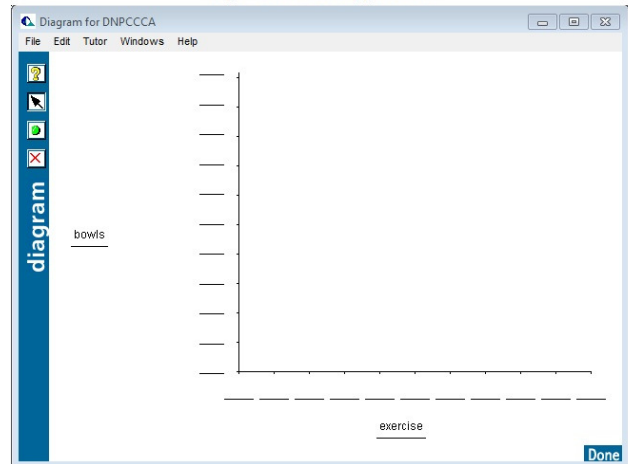 Diagram for DNPCCCA
File Edit Tutor Windows Help
diagram
bowls
exercise
Done